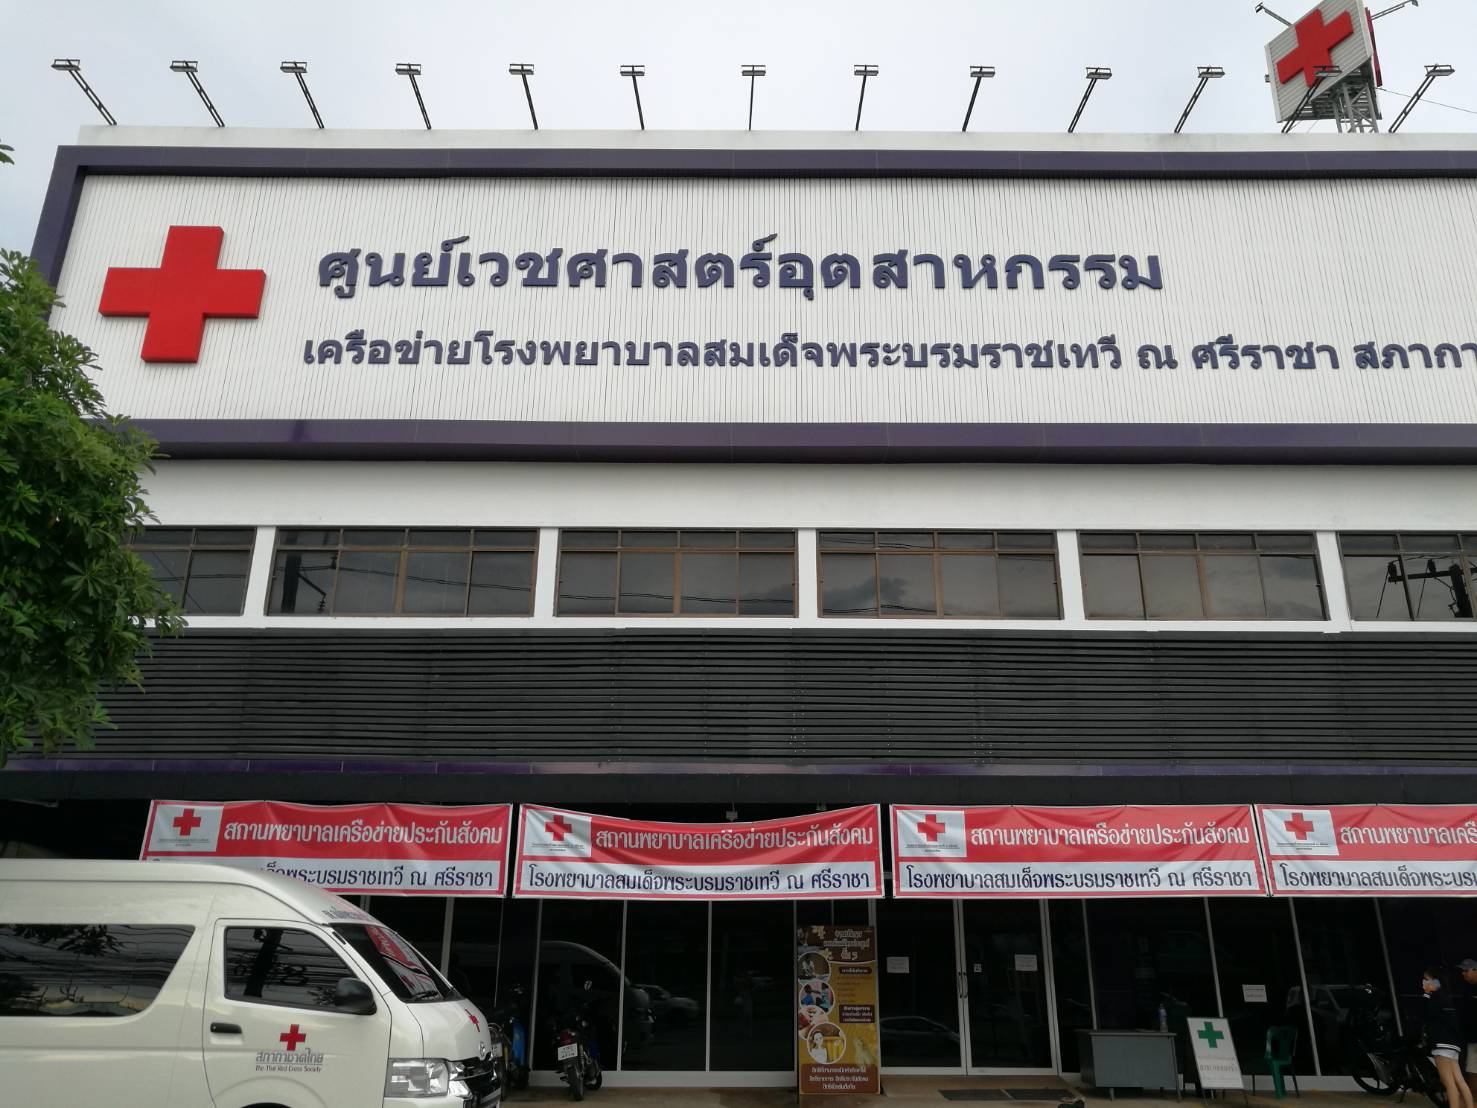 ศูนย์เวชศาสตร์อุตสาหกรรม
เครือข่ายโรงพยาบาลสมเด็จพระบรมราชเทวี ณ ศรีราชา สภากา
สถานพยาบาลเครือข่ายประกันสังคม
เด็จพระบรมราชเทวี ณ ศรีราชา
สถานพยาบาลเครือข่ายประกันสังคม
โรงพยาบาลสมเด็จพระบรมราชเทวี ณ ศรีราชา
สถานพยาบาลเครือข่ายประกันสังคม
โรงพยาบาลสมเด็จพระบรมราชเทวี ณ ศรีราชา
สถานพยาบาลเครือ
โรงพยาบาลสมเด็จพระบร
สภากาชาดไทย
The Thai Red Cross Society